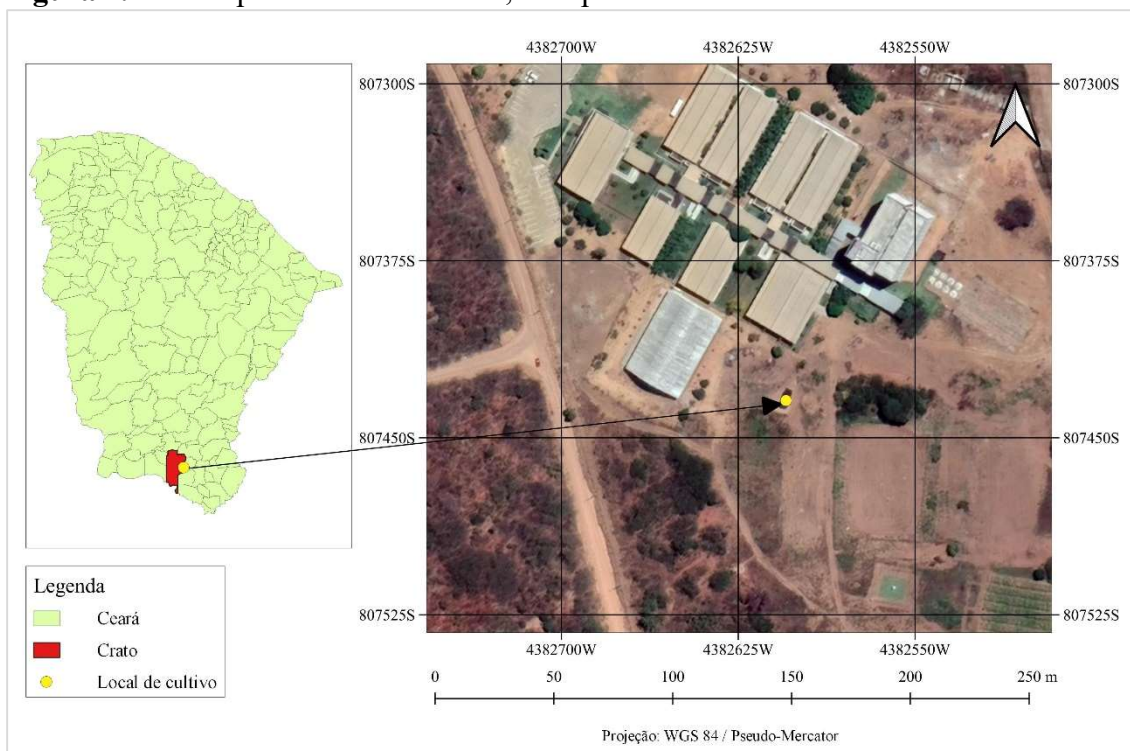 4382700W 4382625W 4382550W
807300S 807300S
807375S 807375S
807450S 807450S
807525S 807525S
4382700W 4382625W 4382550W
Legenda
Ceará
Crato
Local de cultivo
0 50 100 150 200 250 m
Projeção: WGS 84 / Pseudo-Mercator